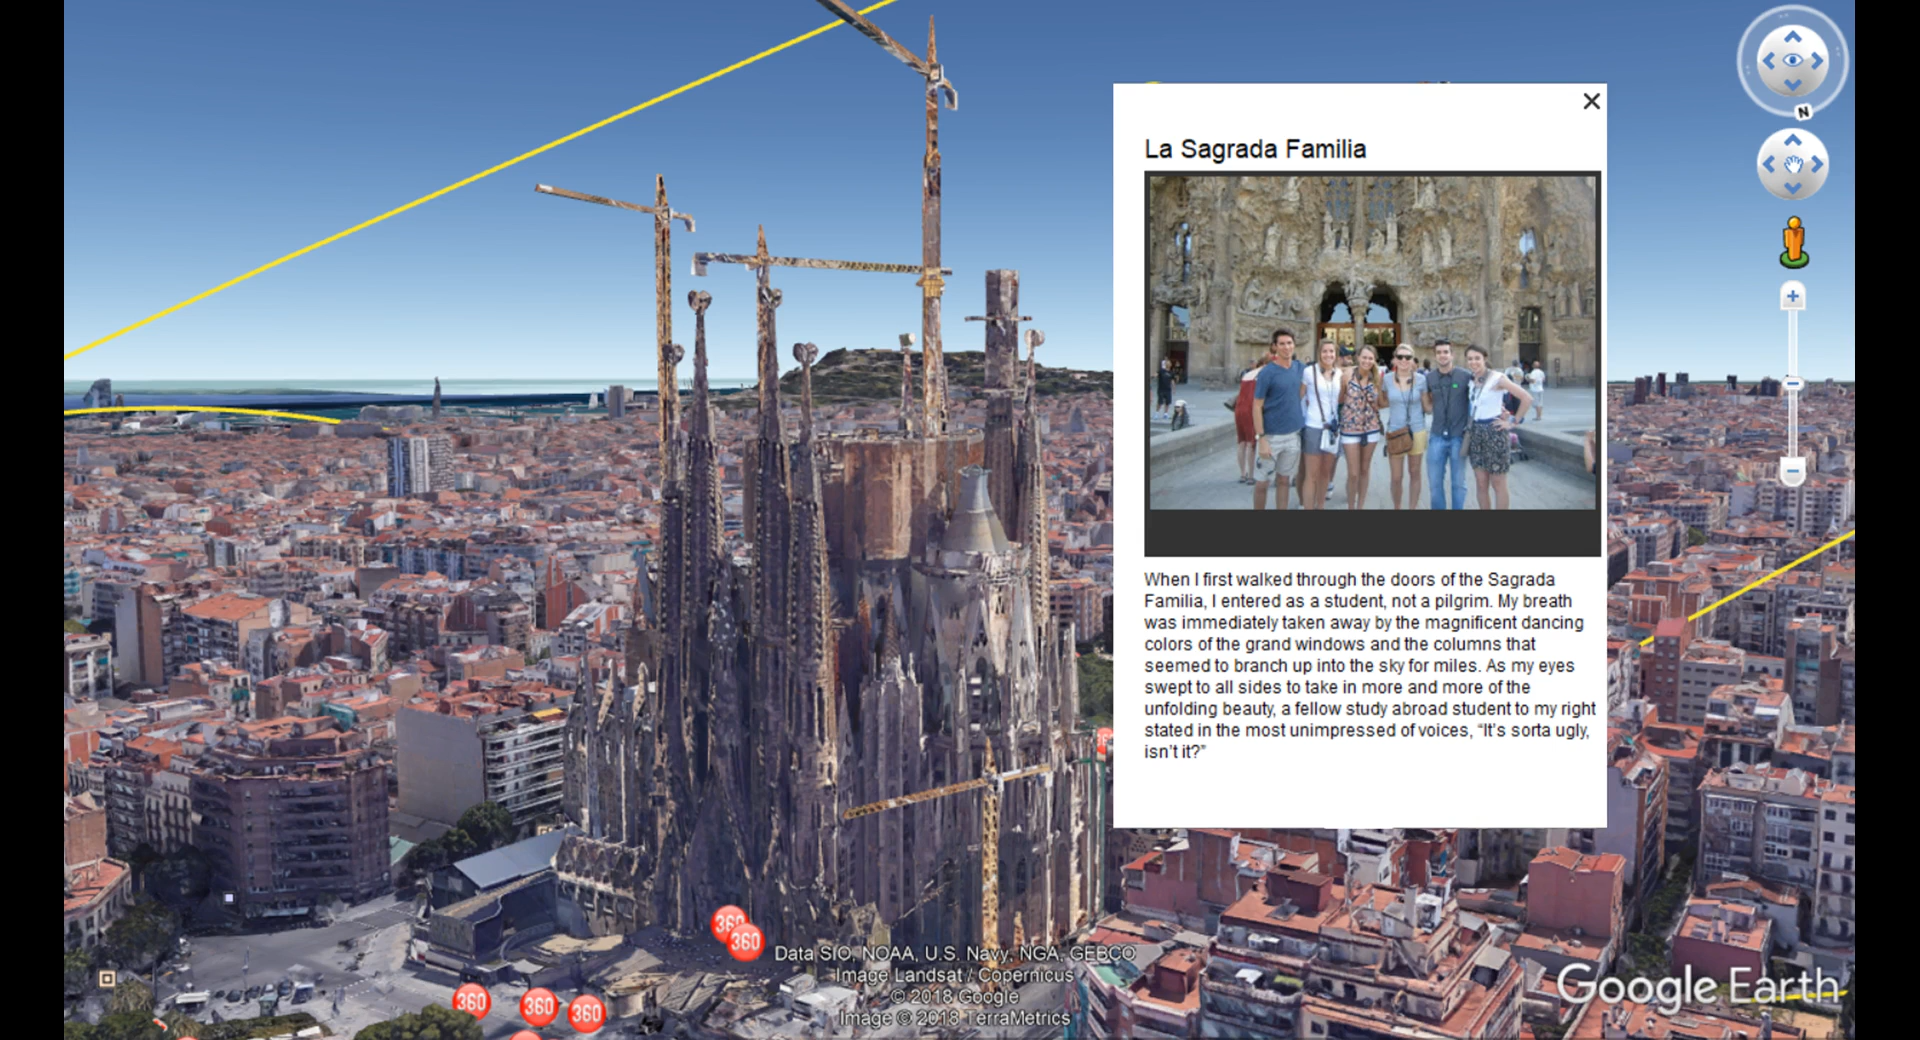 N
La Sagrada Familia
When I first walked through the doors of the Sagrada
Familia, I entered as a student, not a pilgrim. My breath
was immediately taken away by the magnificent dancing
colors of the grand windows and the columns that
seemed to branch up into the sky for miles. As my eyes
swept to all sides to take in more and more of the
unfolding beauty, a fellow study abroad student to my right
stated in the most unimpressed of voices, “It’s sorta ugly,
isn’t it?”
360
360
360
360
360
Data SIO, NOAA, U.S. Navy, NGA, GEBCO
Image Landsat / Copernicus
© 2018 Google
Image © 2018 TerraMetrics
Google Earth